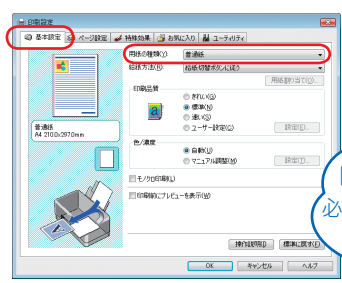 印刷設定
基本設定 ページ設定 特殊効果 お気に入り ユーティリティ
用紙の種類(Y): 普通紙
給紙方法(R): 給紙切替ボタンに従う
用紙割り当て(O)...
印刷品質
きれい(G)
標準(N)
速い(S)
ユーザー設定(C) 設定(E)...
普通紙
A4 210.0x297.0mm
色/濃度
自動(U)
マニュアル調整(M) 設定(T)...
モノクロ印刷(L)
印刷前にプレビューを表示(W)
必
操作説明(I) 標準に戻す(F)
OK キャンセル ヘルプ